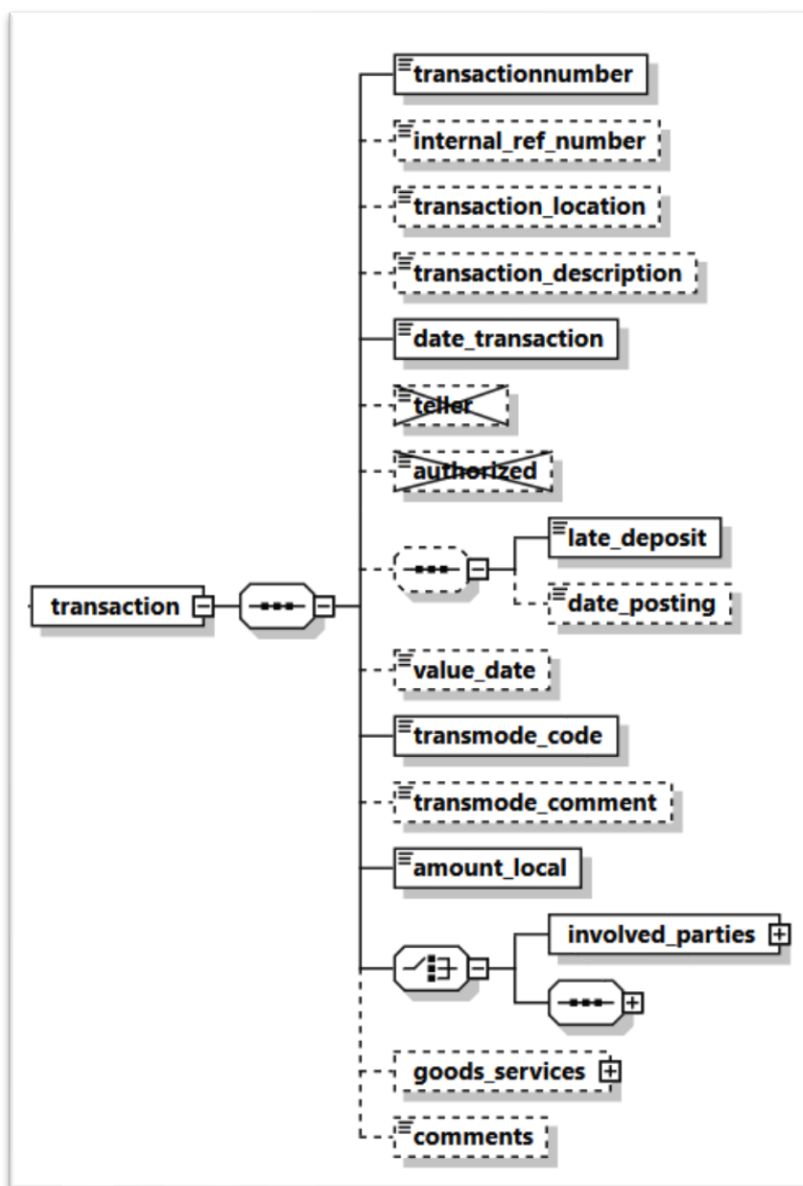 transactionnumber
internal_ref_number
transaction_location
transaction_description
date_transaction
teller
authorized
late_deposit
date_posting
transaction
value_date
transmode_code
transmode_comment
amount_local
involved_parties
goods_services
comments